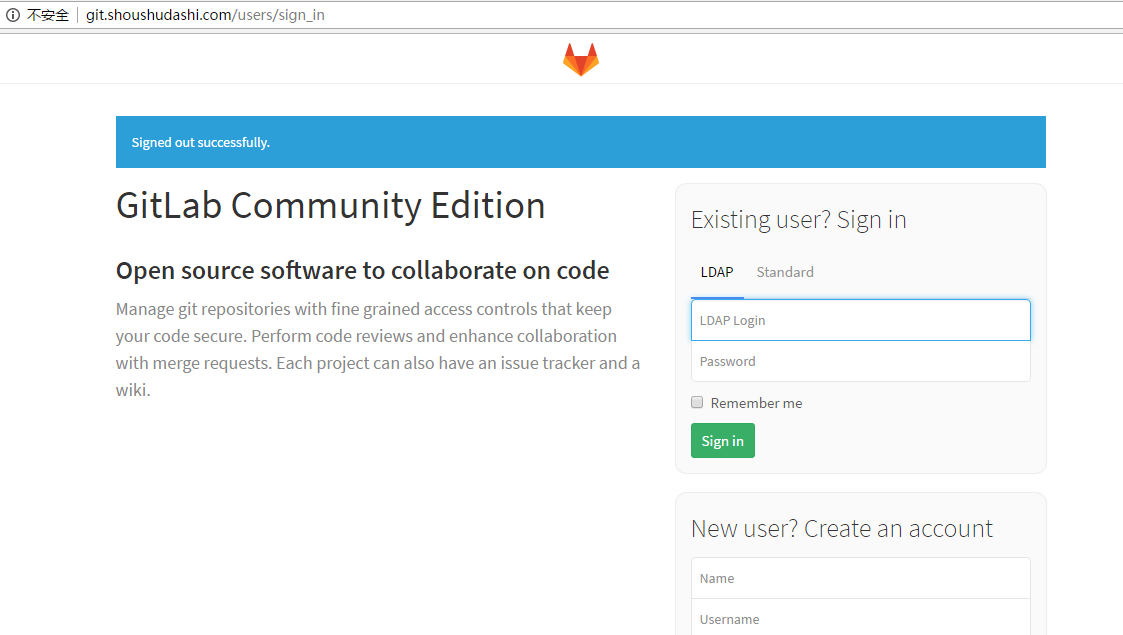 不安全 git.shoushudashi.com/users/sign_in
Signed out successfully.
GitLab Community Edition
Open source software to collaborate on code
Manage git repositories with fine grained access controls that keep
your code secure. Perform code reviews and enhance collaboration
with merge requests. Each project can also have an issue tracker and a
wiki.
Existing user? Sign in
LDAP Standard
LDAP Login
Password
Remember me
Sign in
New user? Create an account
Name
Username